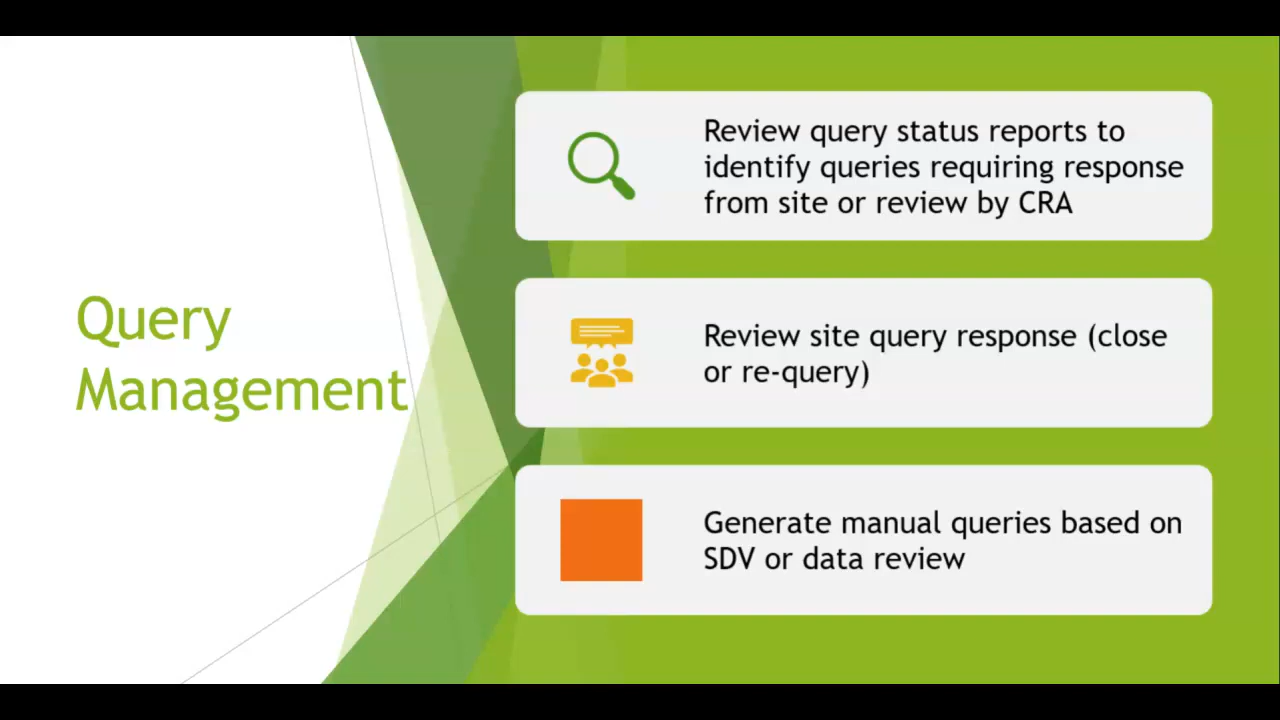 Query
Management
Review query status reports to
identify queries requiring response
from site or review by CRA
Review site query response (close
or re-query)
Generate manual queries based on
SDV or data review